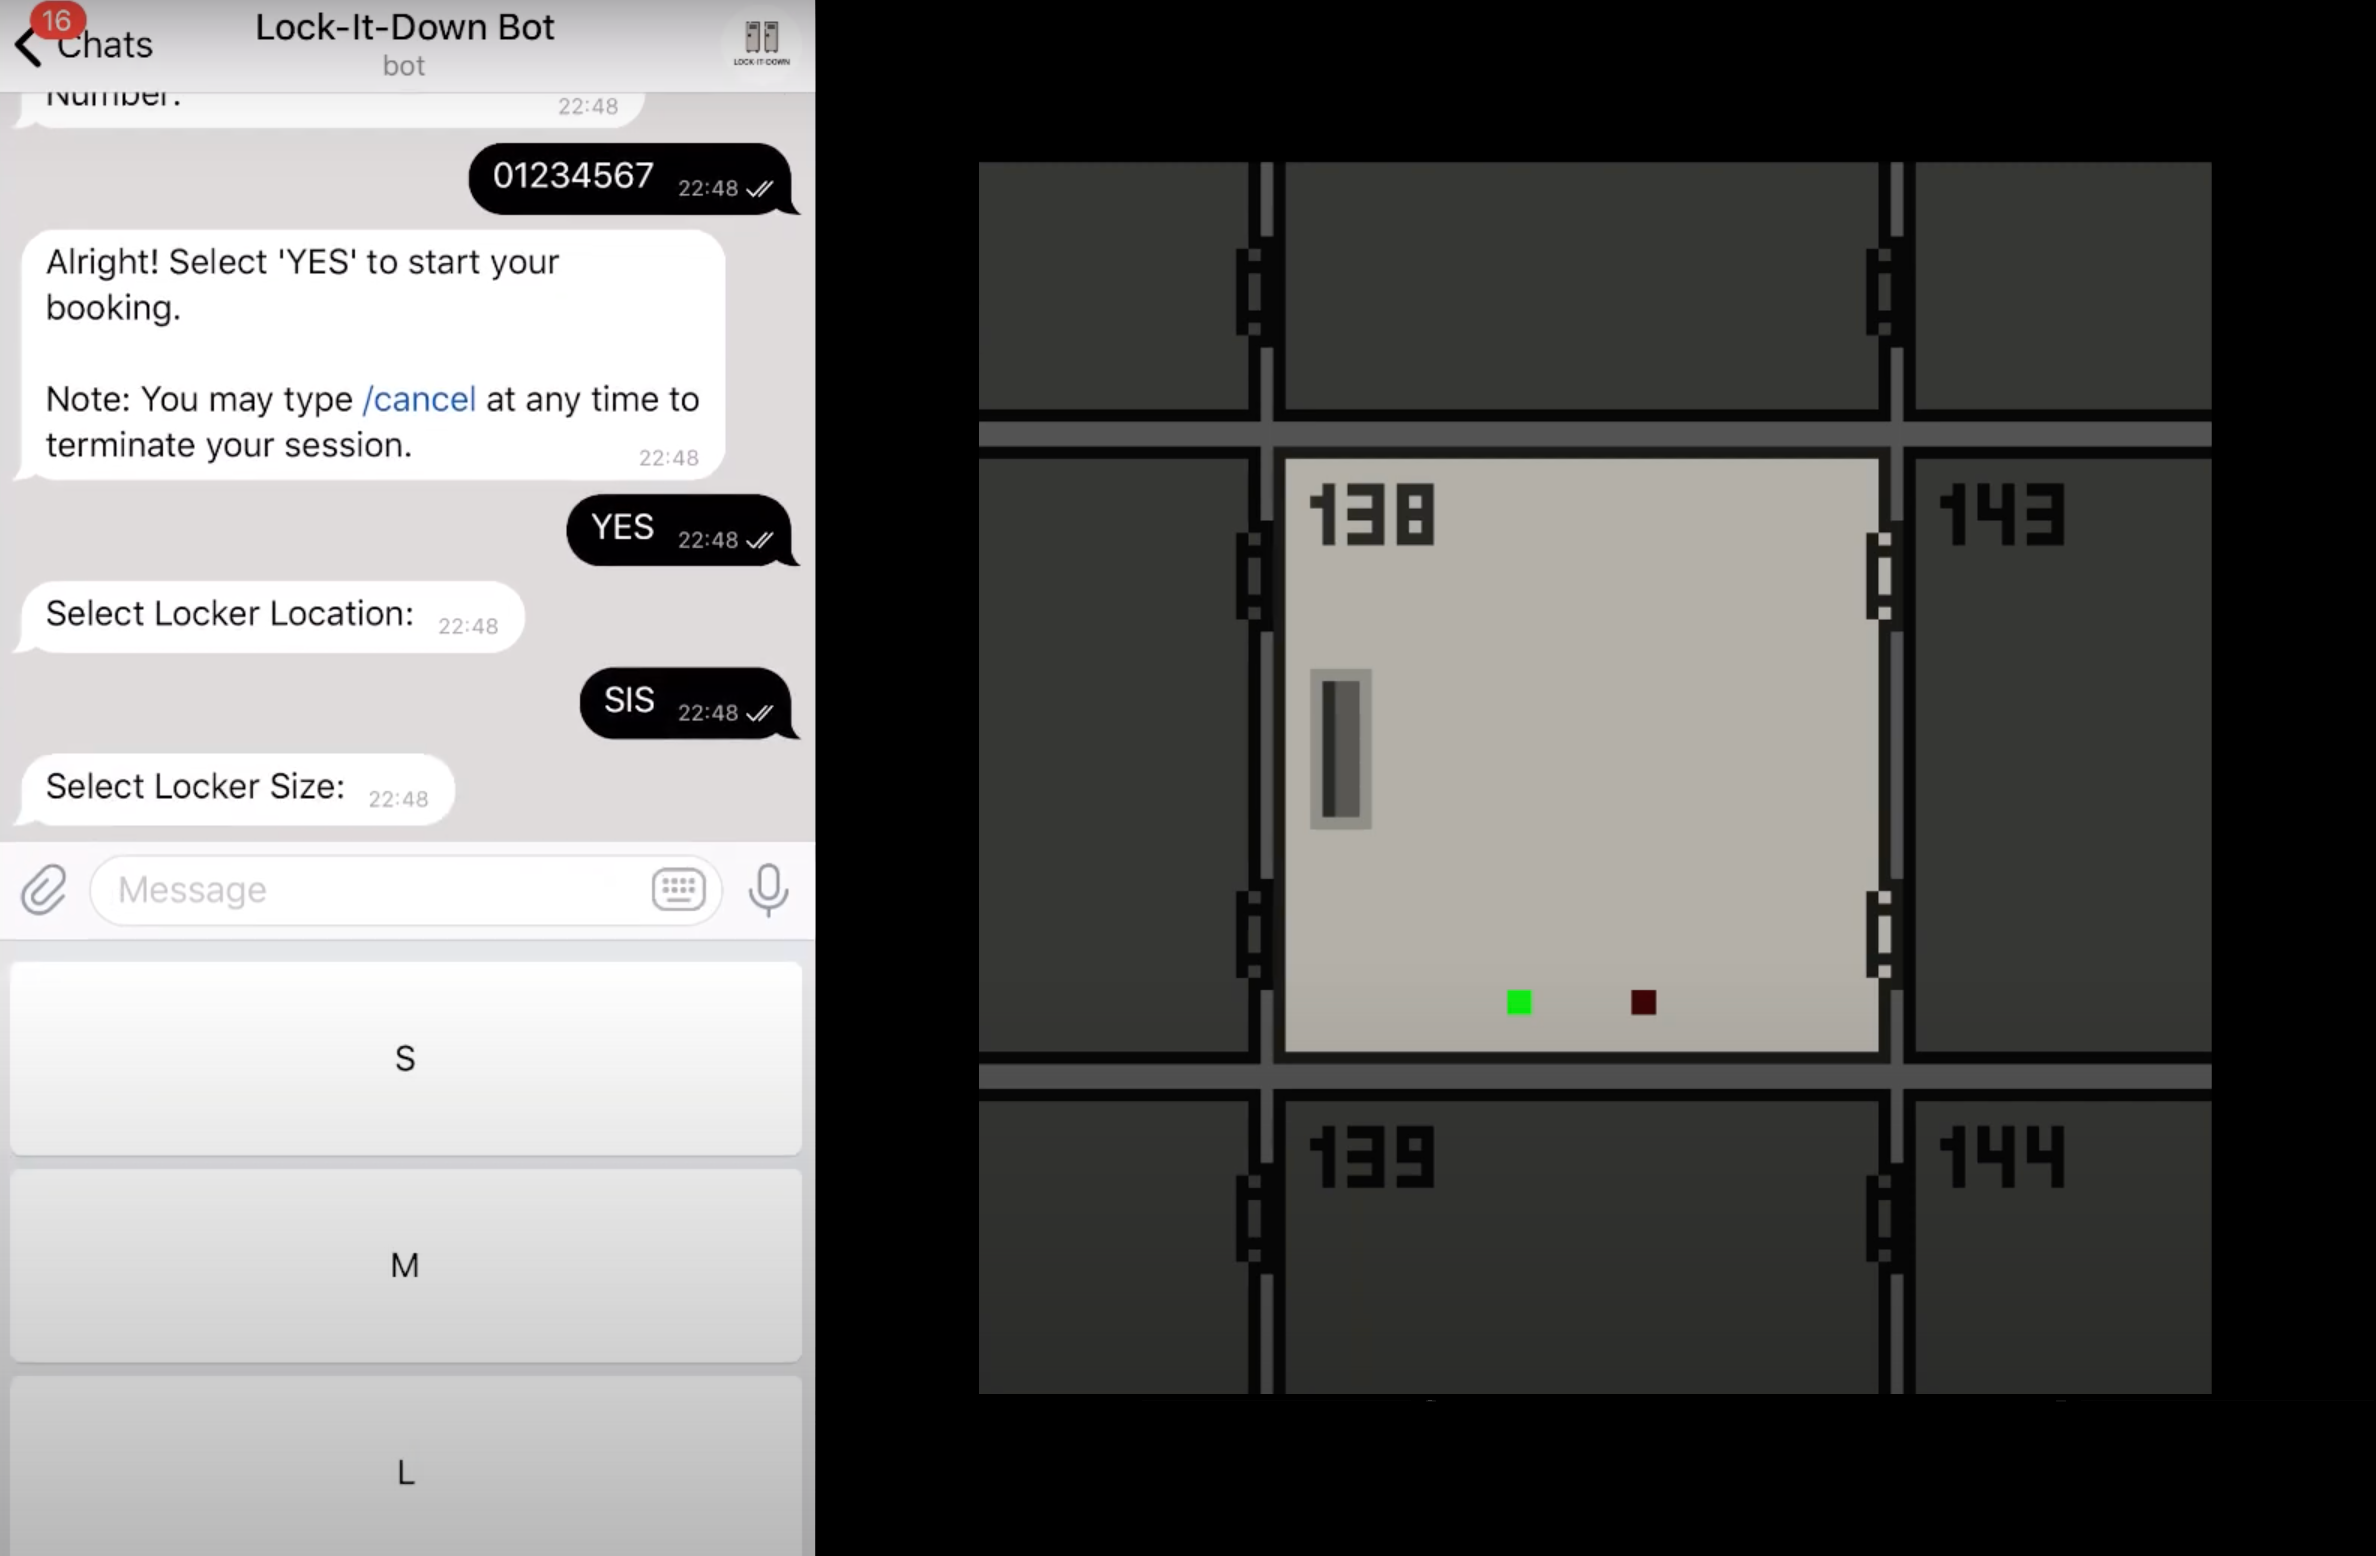 16
Chats
Lock-It-Down Bot
bot
LOCK-IT-DOWN
Number:
22:48
01234567 22:48
Alright! Select 'YES' to start your
booking.
Note: You may type /cancel at any time to
terminate your session. 22:48
YES 22:48
Select Locker Location: 22:48
SIS 22:48
Select Locker Size: 22:48
Message
S
M
L
138
143
139
144